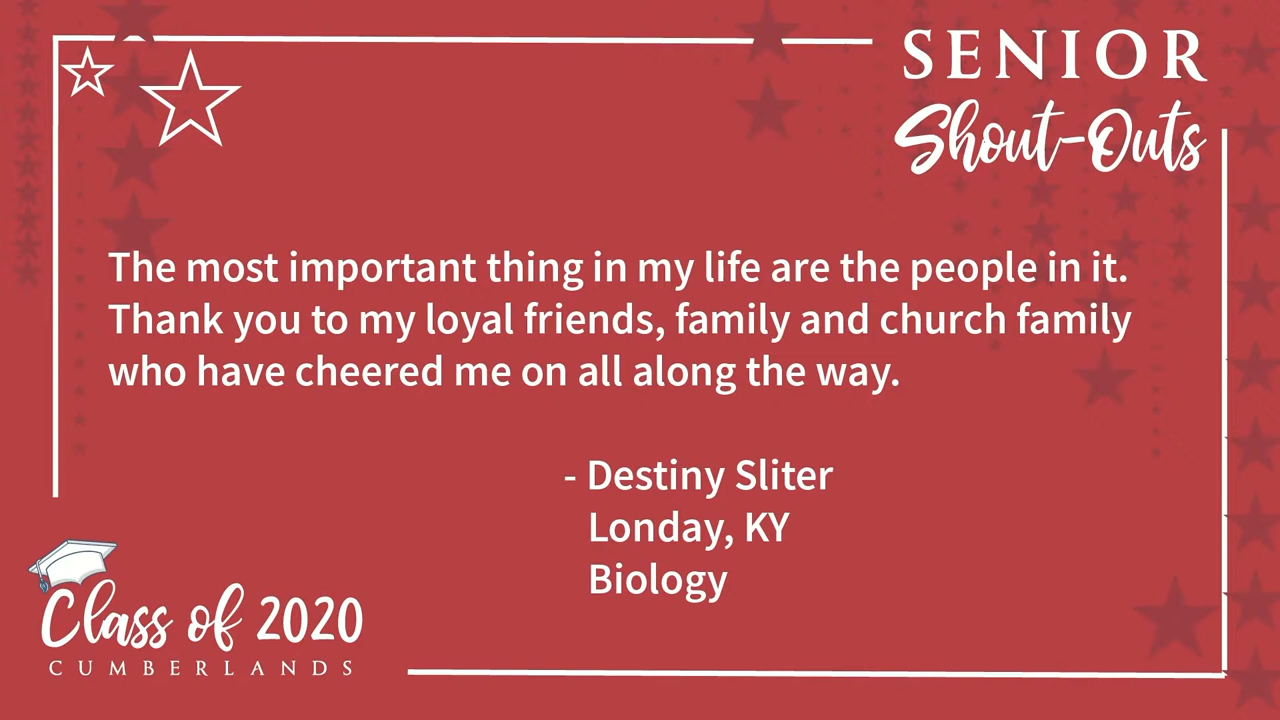 SENIOR
Shout-Outs
The most important thing in my life are the people in it.
Thank you to my loyal friends, family and church family
who have cheered me on all along the way.
- Destiny Sliter
Londay, KY
Biology
Class of 2020
CUMBERLANDS